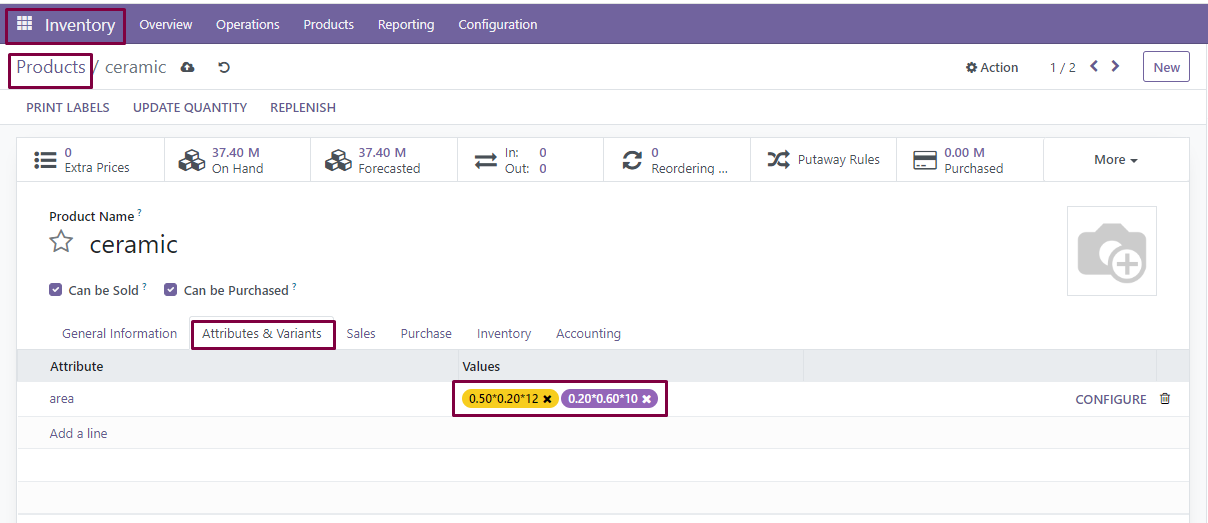 Inventory Overview Operations Products Reporting Configuration
Products / ceramic Action 1 / 2 New
PRINT LABELS UPDATE QUANTITY REPLENISH
0 Extra Prices
37.40 M On Hand
37.40 M Forecasted
In: 0
Out: 0
0 Reordering ...
Putaway Rules
0.00 M Purchased
More
Product Name ?
ceramic
Can be Sold ? Can be Purchased ?
General Information Attributes & Variants Sales Purchase Inventory Accounting
Attribute Values
area 0.50*0.20*12 0.20*0.60*10 CONFIGURE
Add a line